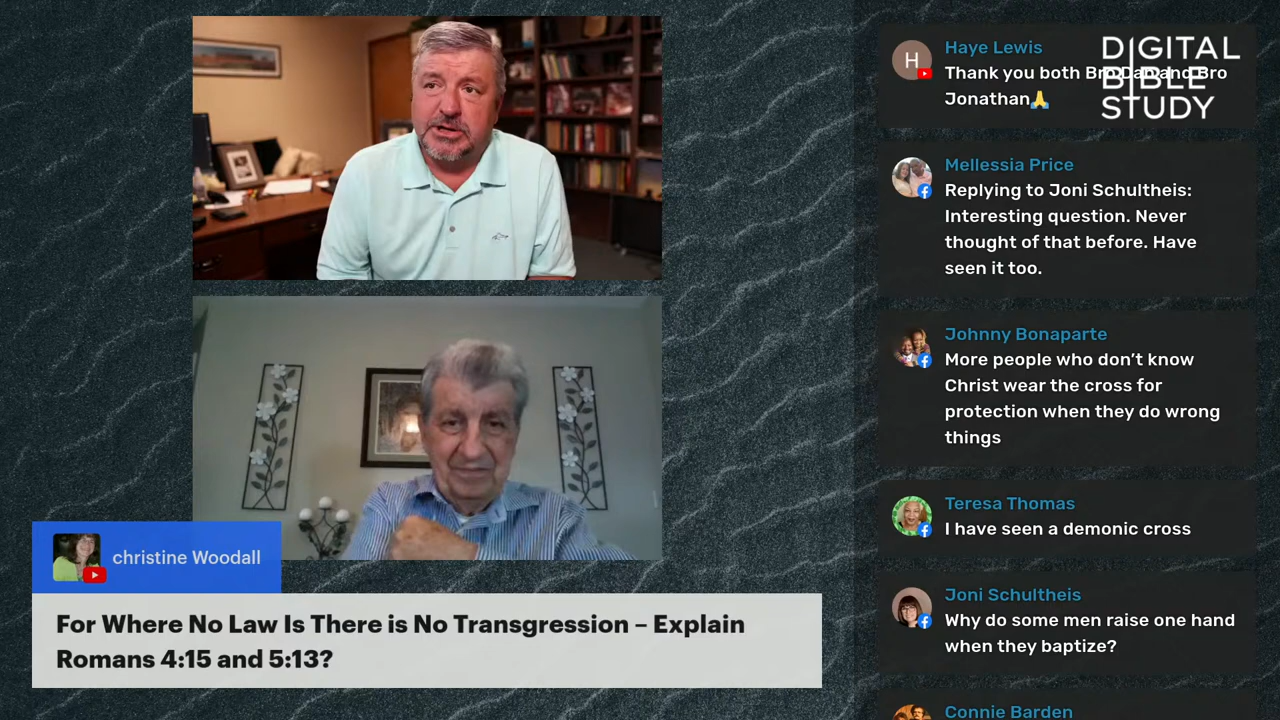 christine Woodall
For Where No Law Is There is No Transgression – Explain
Romans 4:15 and 5:13?
DIGITAL
BIBLE
STUDY
H
Haye Lewis
Thank you both Bro Dan and Bro
Jonathan🙏
Mellessia Price
Replying to Joni Schultheis:
Interesting question. Never
thought of that before. Have
seen it too.
Johnny Bonaparte
More people who don’t know
Christ wear the cross for
protection when they do wrong
things
Teresa Thomas
I have seen a demonic cross
Joni Schultheis
Why do some men raise one hand
when they baptize?
Connie Barden